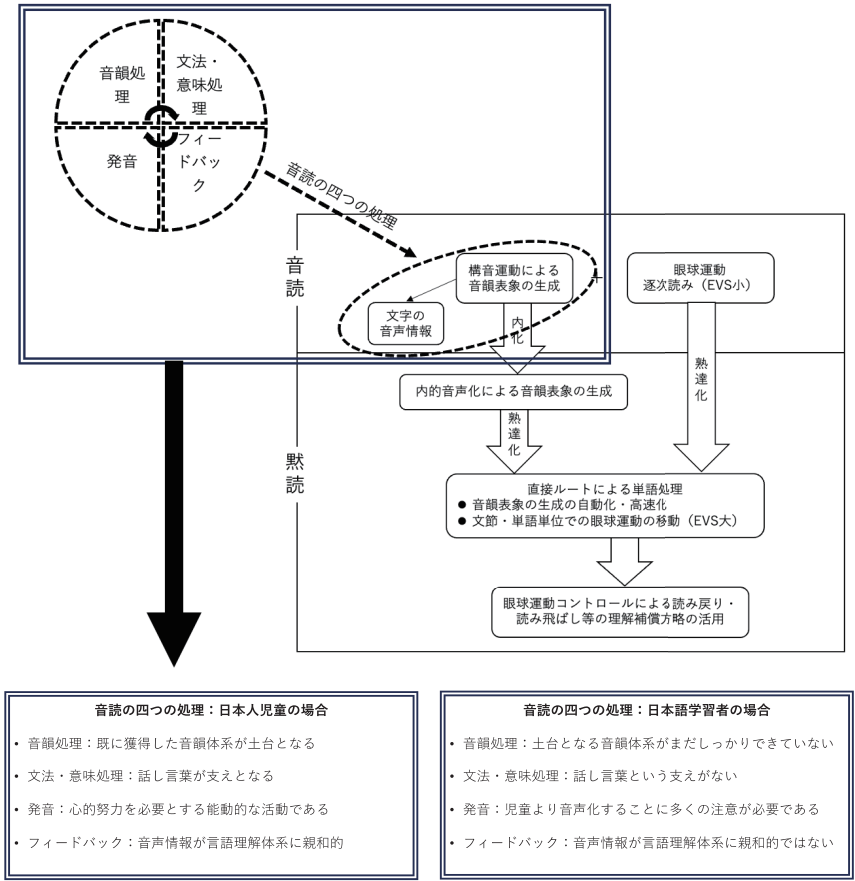 音韻処
理
文法・
意味処
理
発音
フィー
ドバッ
ク
音読の四つの処理
音
読
構音運動による
音韻表象の生成
文字の
音声情報
+
眼球運動
逐次読み（EVS小）
内
化
熟
達
化
黙
読
内的音声化による音韻表象の生成
熟
達
化
直接ルートによる単語処理
● 音韻表象の生成の自動化・高速化
● 文節・単語単位での眼球運動の移動（EVS大）
眼球運動コントロールによる読み戻り・
読み飛ばし等の理解補償方略の活用
音読の四つの処理：日本人児童の場合
• 音韻処理：既に獲得した音韻体系が土台となる
• 文法・意味処理：話し言葉が支えとなる
• 発音：心的努力を必要とする能動的な活動である
• フィードバック：音声情報が言語理解体系に親和的
音読の四つの処理：日本語学習者の場合
• 音韻処理：土台となる音韻体系がまだしっかりできていない
• 文法・意味処理：話し言葉という支えがない
• 発音：児童より音声化することに多くの注意が必要である
• フィードバック：音声情報が言語理解体系に親和的ではない